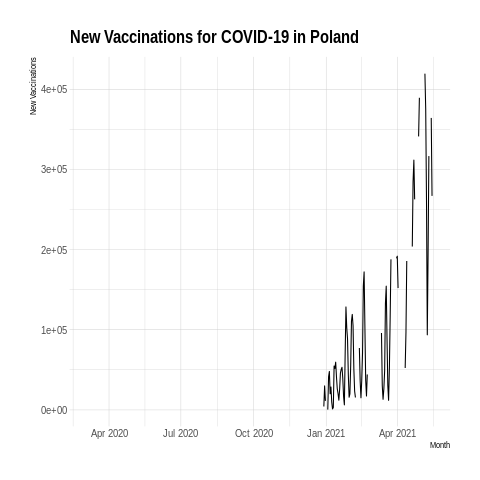 New Vaccinations for COVID-19 in Poland
New Vaccinations
4e+05
3e+05
2e+05
1e+05
0e+00
Apr 2020 Jul 2020 Oct 2020 Jan 2021 Apr 2021
Month